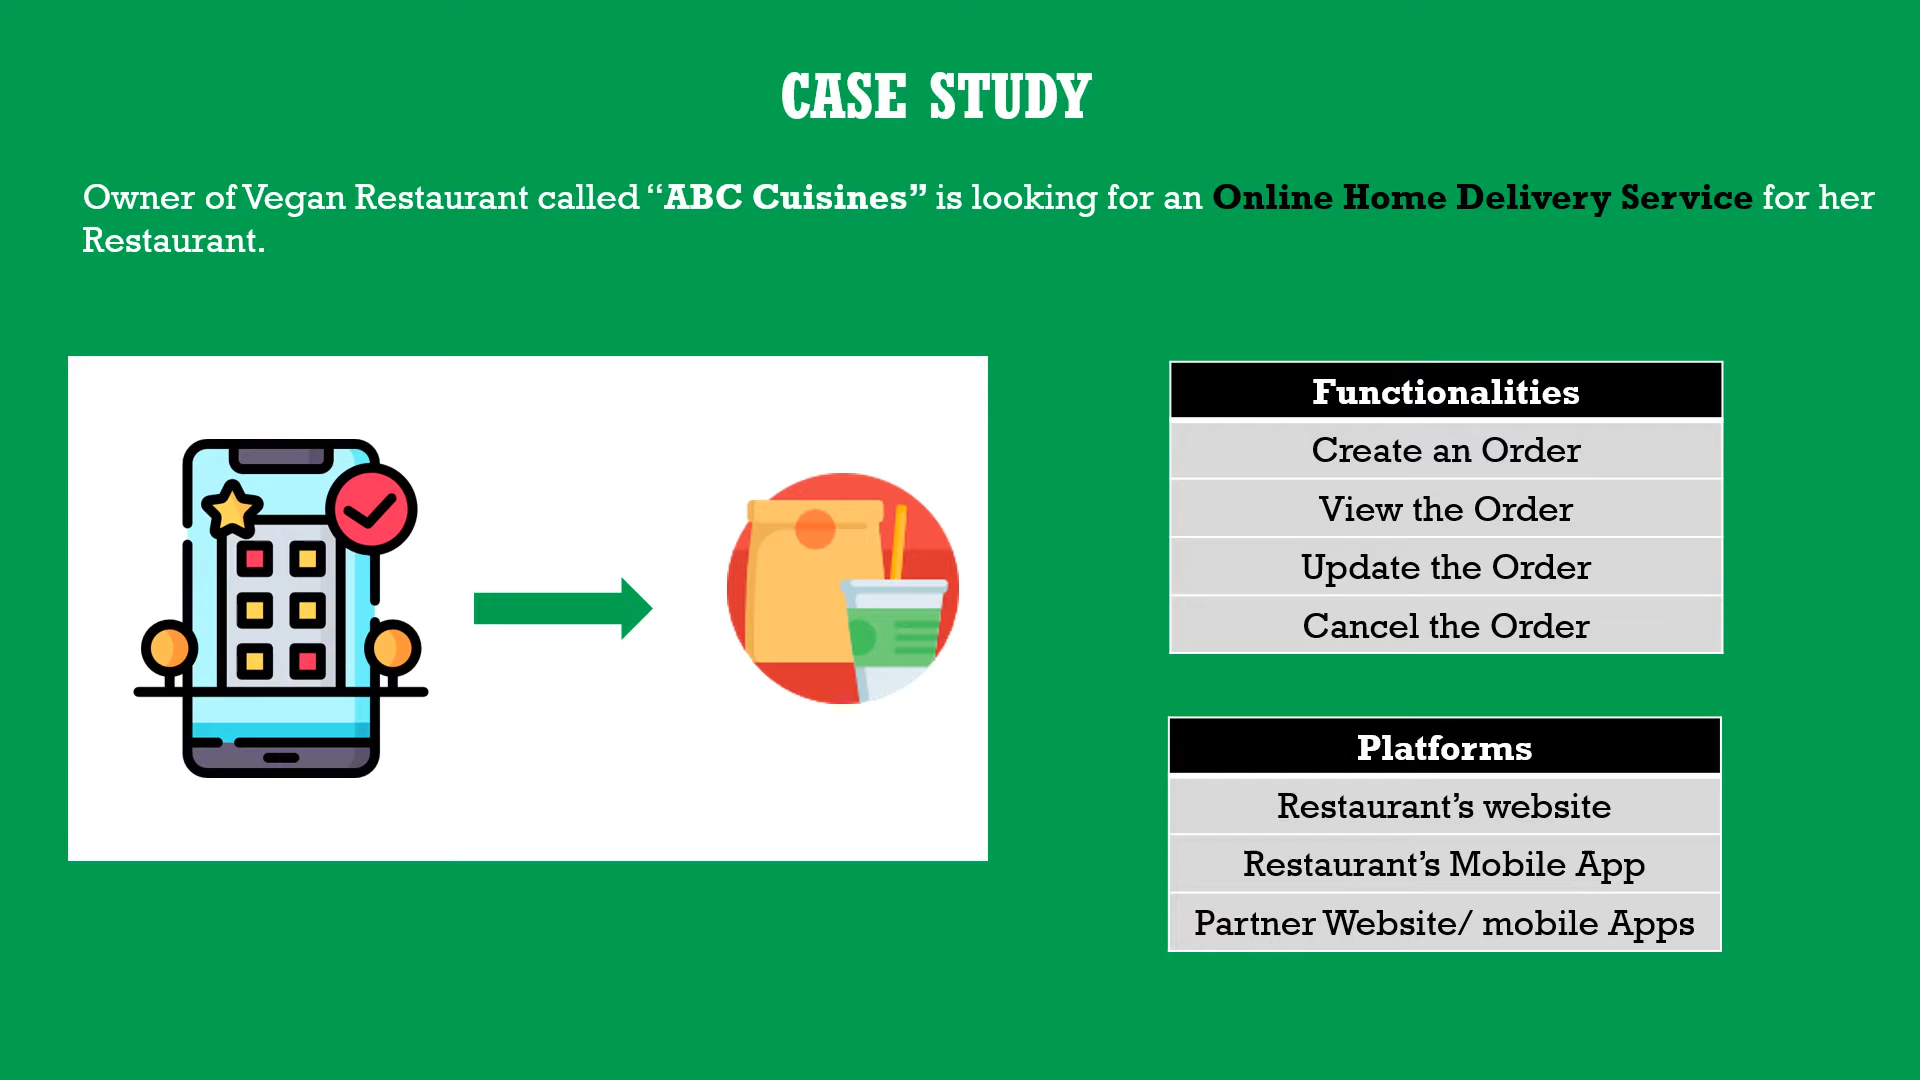 CASE STUDY
Owner of Vegan Restaurant called “ABC Cuisines” is looking for an Online Home Delivery Service for her
Restaurant.
Functionalities
Create an Order
View the Order
Update the Order
Cancel the Order
Platforms
Restaurant’s website
Restaurant’s Mobile App
Partner Website/ mobile Apps